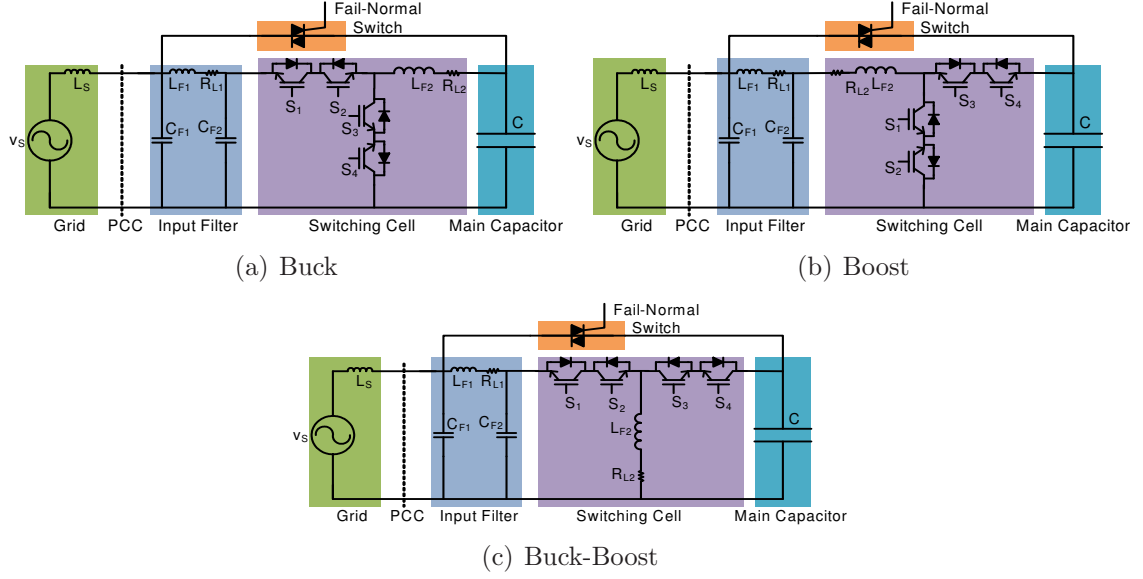 Fail-Normal
Switch
L_S
L_F1
R_L1
S_1
S_2
L_F2
R_L2
C_F1
C_F2
S_3
S_4
v_S
C
Grid
PCC
Input Filter
Switching Cell
Main Capacitor
(a) Buck
Fail-Normal
Switch
L_S
L_F1
R_L1
R_L2
L_F2
S_3
S_4
C_F1
C_F2
S_1
S_2
v_S
C
Grid
PCC
Input Filter
Switching Cell
Main Capacitor
(b) Boost
Fail-Normal
Switch
L_S
L_F1
R_L1
S_1
S_2
S_3
S_4
v_S
C_F1
C_F2
L_F2
R_L2
C
Grid
PCC
Input Filter
Switching Cell
Main Capacitor
(c) Buck-Boost